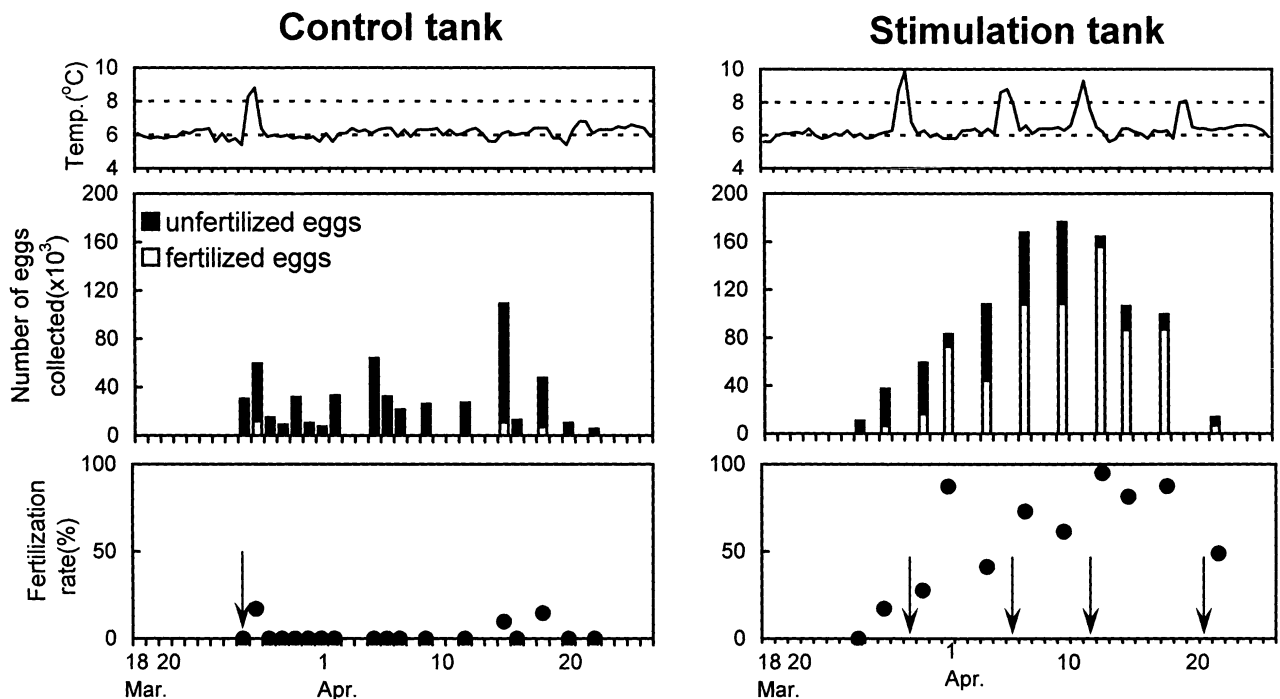 Control tank
Stimulation tank
Temp.(°C)
10
8
6
4
10
8
6
4
Number of eggs
collected(x10³)
200
160
120
80
40
0
unfertilized eggs
fertilized eggs
200
160
120
80
40
0
Fertilization
rate(%)
100
50
0
100
50
0
18 20 1 10 20
Mar. Apr.
18 20 1 10 20
Mar. Apr.